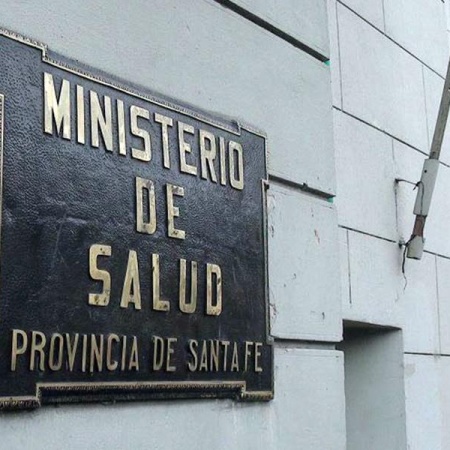 MINISTERIO
DE
SALUD
PROVINCIA DE SANTA FE